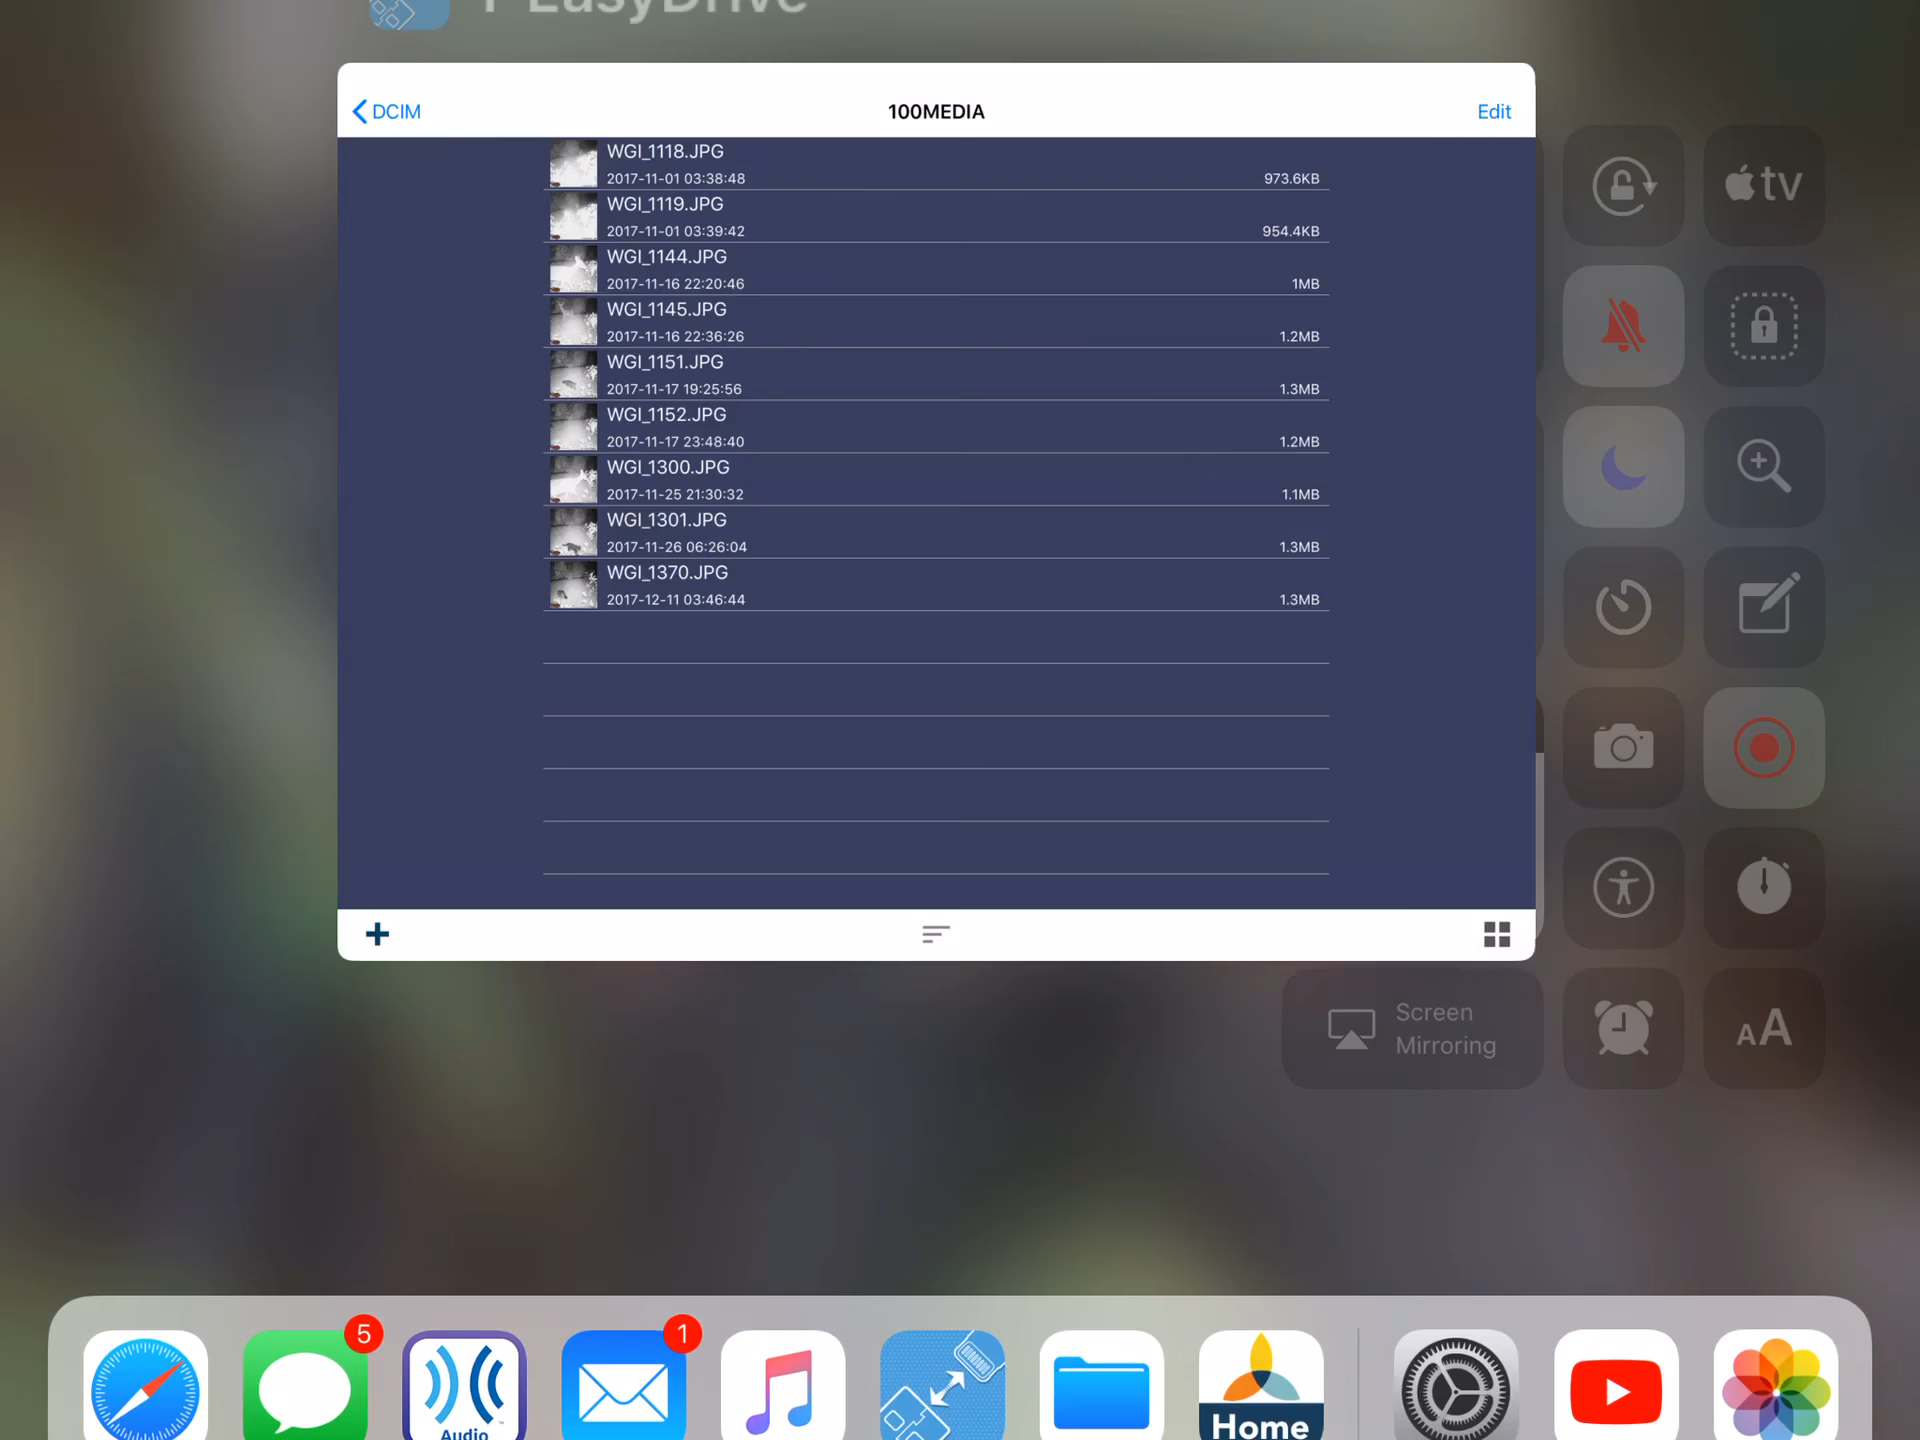 EasyDrive
DCIM
100MEDIA
Edit
WGI_1118.JPG
2017-11-01 03:38:48
973.6KB
WGI_1119.JPG
2017-11-01 03:39:42
954.4KB
WGI_1144.JPG
2017-11-16 22:20:46
1MB
WGI_1145.JPG
2017-11-16 22:36:26
1.2MB
WGI_1151.JPG
2017-11-17 19:25:56
1.3MB
WGI_1152.JPG
2017-11-17 23:48:40
1.2MB
WGI_1300.JPG
2017-11-25 21:30:32
1.1MB
WGI_1301.JPG
2017-11-26 06:26:04
1.3MB
WGI_1370.JPG
2017-12-11 03:46:44
1.3MB
tv
Screen
Mirroring
AA
5
1
Audio
Home